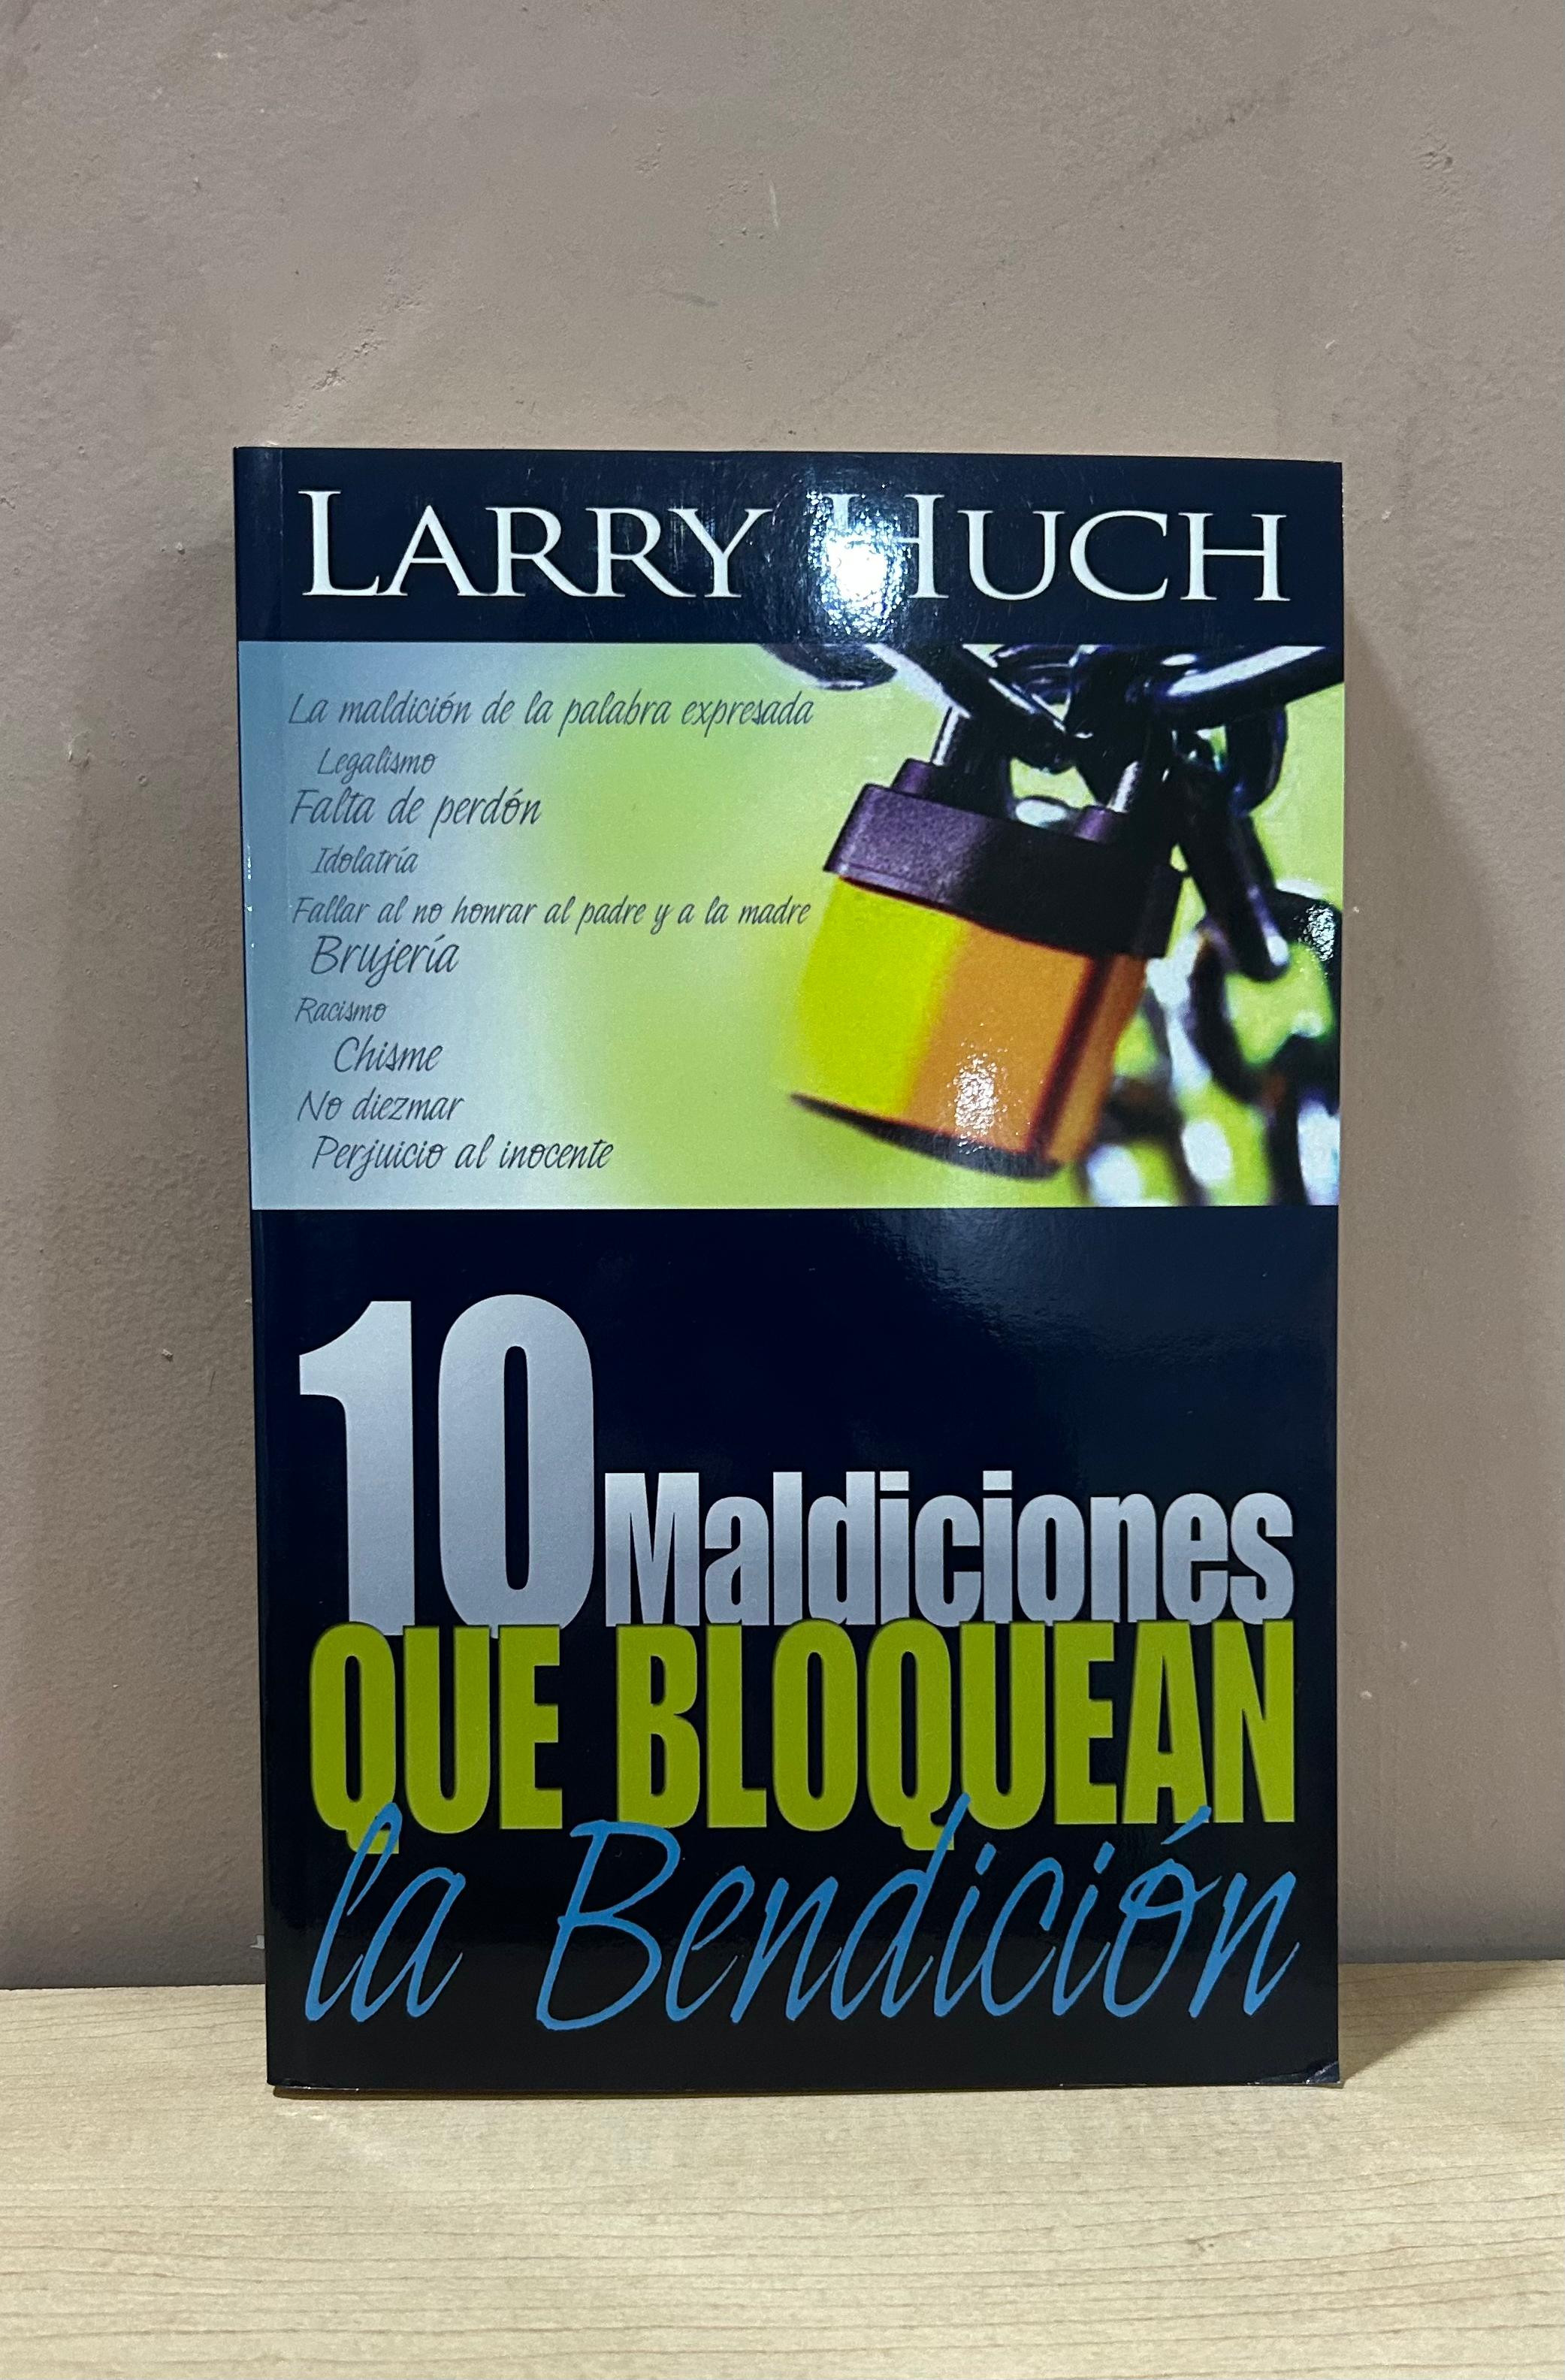 LARRY HUCH
La maldición de la palabra expresada
Legalismo
Falta de perdón
Idolatría
Fallar al no honrar al padre y a la madre
Brujería
Racismo
Chisme
No diezmar
Perjuicio al inocente
10 Maldiciones
QUE BLOQUEAN
la Bendición